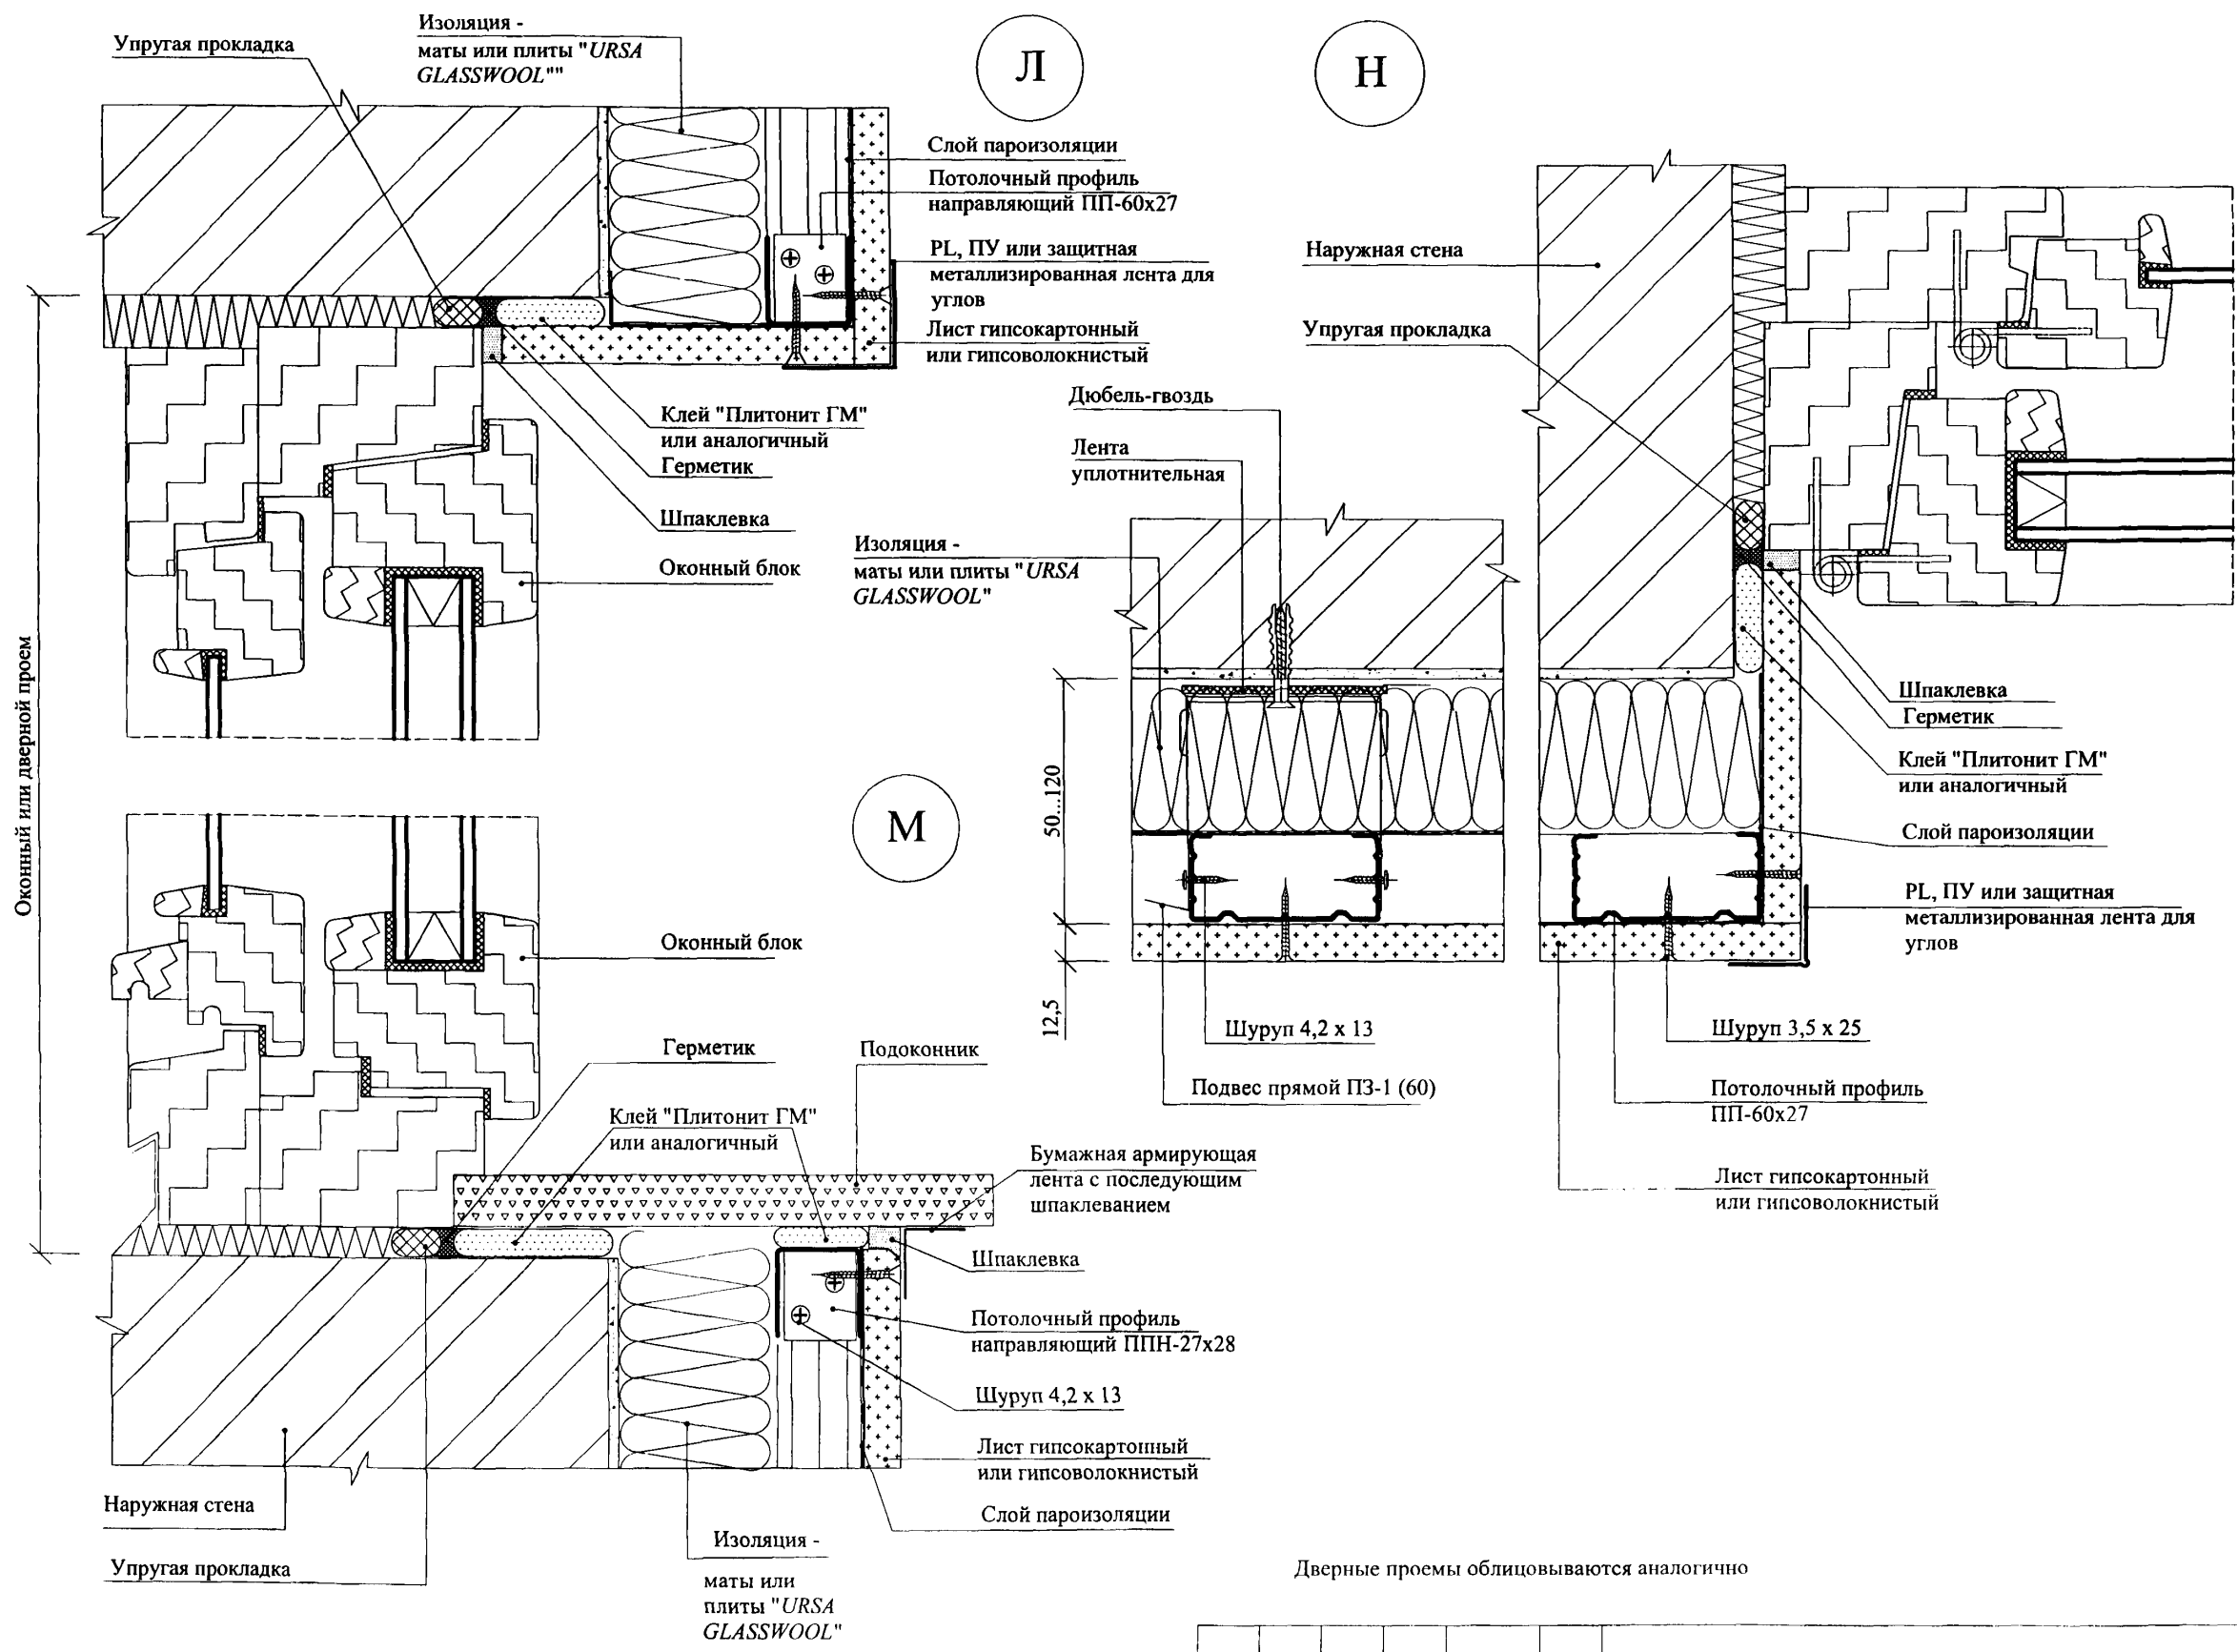 Изоляция -
маты или плиты "URSA
GLASSWOOL""
Упругая прокладка
Л
Н
Слой пароизоляции
Потолочный профиль
направляющий ПП-60х27
PL, ПУ или защитная
металлизированная лента для
углов
Лист гипсокартонный
или гипсоволокнистый
Клей "Плитонит ГМ"
или аналогичный
Герметик
Шпаклевка
Оконный блок
Оконный или дверной проем
Наружная стена
Упругая прокладка
Дюбель-гвоздь
Лента
уплотнительная
Изоляция -
маты или плиты "URSA
GLASSWOOL"
50...120
12,5
Шпаклевка
Герметик
Клей "Плитонит ГМ"
или аналогичный
Слой пароизоляции
PL, ПУ или защитная
металлизированная лента для
углов
Шуруп 4,2 х 13
Шуруп 3,5 х 25
Подвес прямой ПЗ-1 (60)
Потолочный профиль
ПП-60х27
Лист гипсокартонный
или гипсоволокнистый
М
Оконный блок
Герметик
Подоконник
Клей "Плитонит ГМ"
или аналогичный
Бумажная армирующая
лента с последующим
шпаклеванием
Шпаклевка
Потолочный профиль
направляющий ППН-27х28
Шуруп 4,2 х 13
Лист гипсокартонный
или гипсоволокнистый
Слой пароизоляции
Наружная стена
Упругая прокладка
Изоляция -
маты или
плиты "URSA
GLASSWOOL"
Дверные проемы облицовываются аналогично